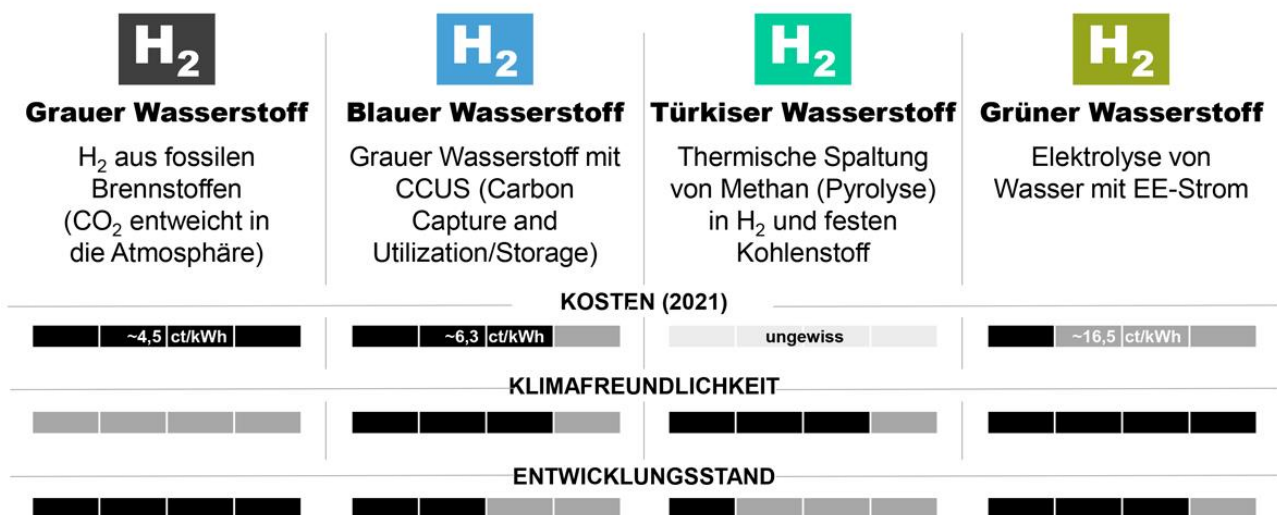 H₂
Grauer Wasserstoff
H₂ aus fossilen
Brennstoffen
(CO₂ entweicht in
die Atmosphäre)
H₂
Blauer Wasserstoff
Grauer Wasserstoff mit
CCUS (Carbon
Capture and
Utilization/Storage)
H₂
Türkiser Wasserstoff
Thermische Spaltung
von Methan (Pyrolyse)
in H₂ und festen
Kohlenstoff
H₂
Grüner Wasserstoff
Elektrolyse von
Wasser mit EE-Strom
KOSTEN (2021)
~4,5 ct/kWh
~6,3 ct/kWh
ungewiss
~16,5 ct/kWh
KLIMAFREUNDLICHKEIT
ENTWICKLUNGSSTAND